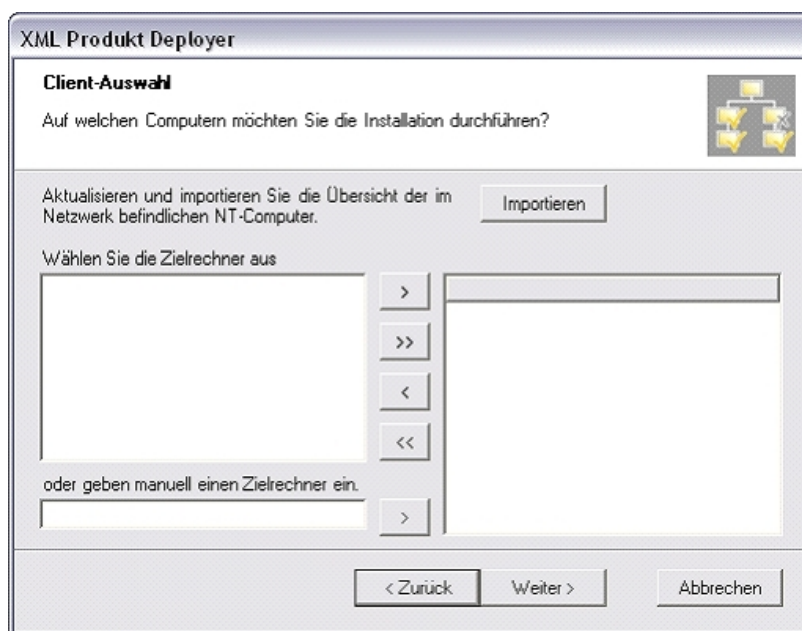 XML Produkt Deployer
Client-Auswahl
Auf welchen Computern möchten Sie die Installation durchführen?
Aktualisieren und importieren Sie die Übersicht der im
Netzwerk befindlichen NT-Computer.
Importieren
Wählen Sie die Zielrechner aus
>
>>
<
<<
oder geben manuell einen Zielrechner ein.
>
< Zurück
Weiter >
Abbrechen